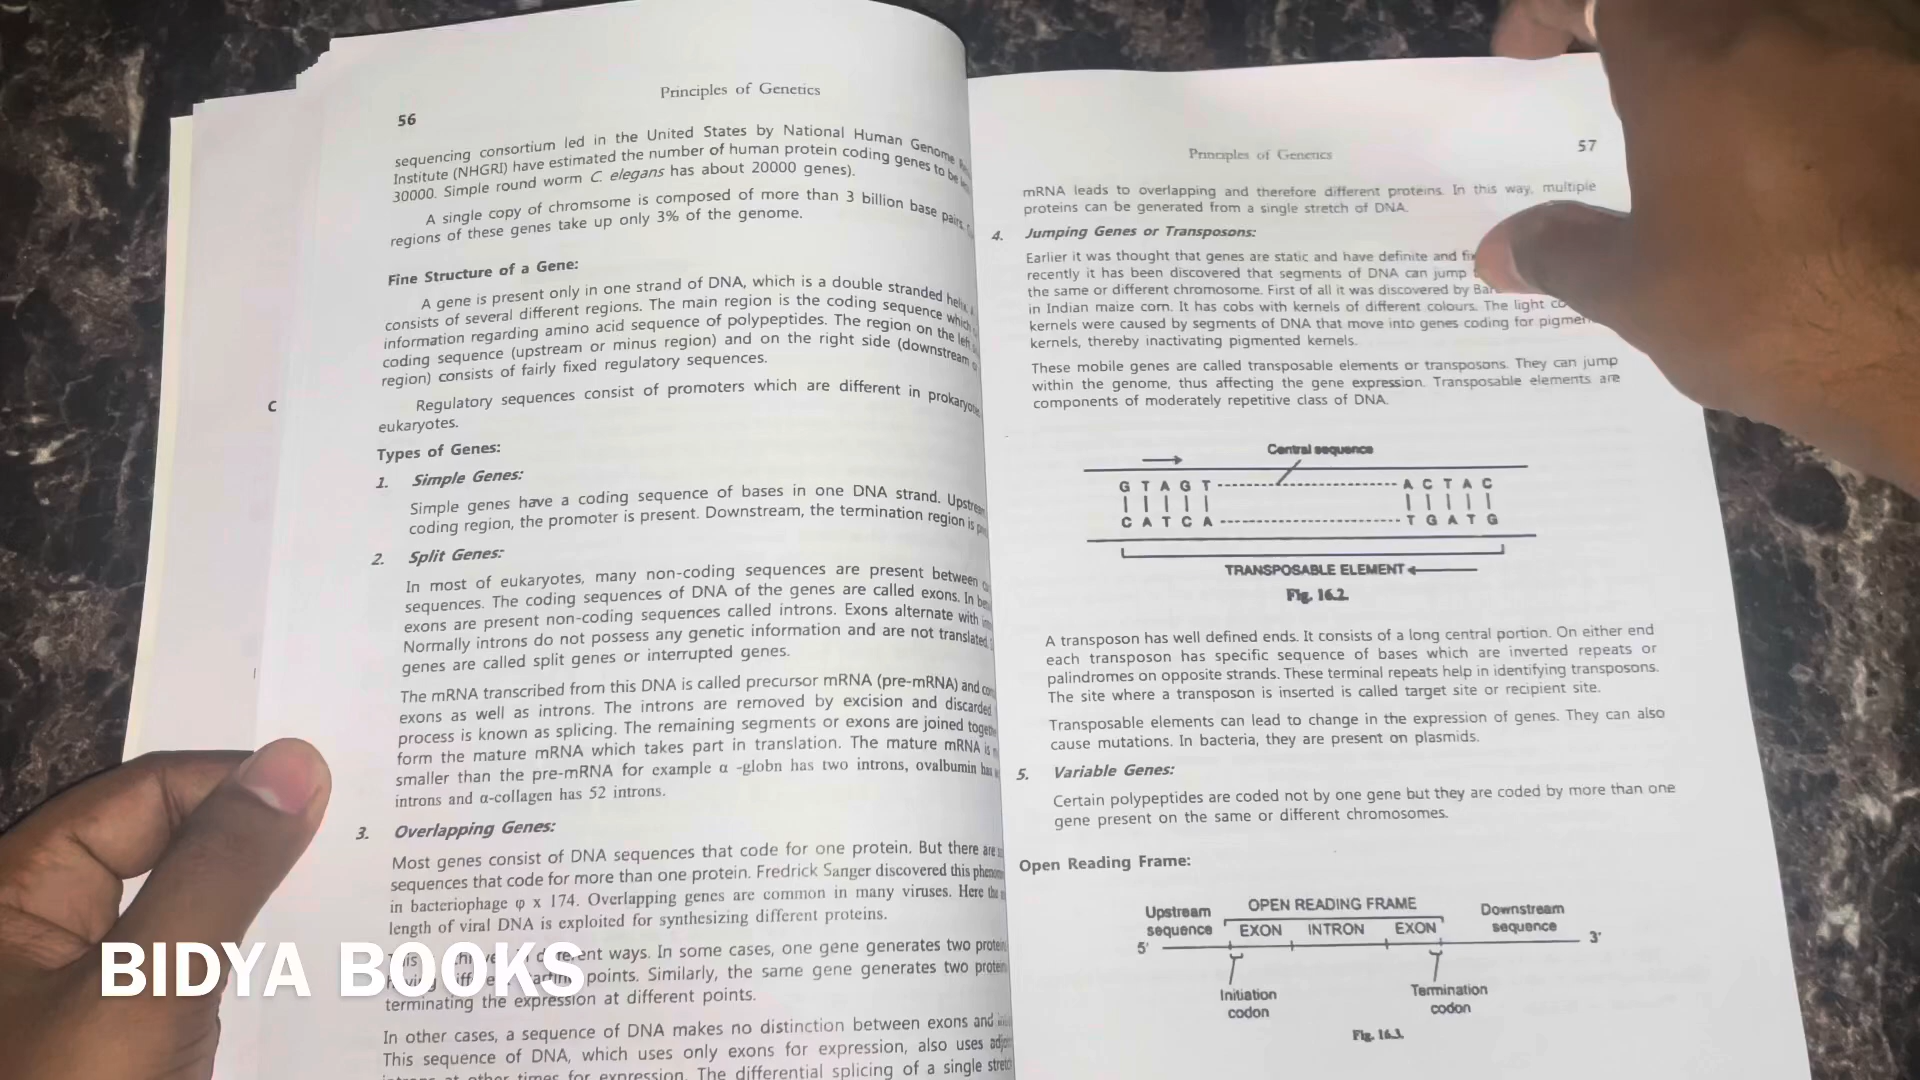 Principles of Genetics
56
sequencing consortium led in the United States by National Human Genome
Institute (NHGRI) have estimated the number of human protein coding genes to be
30000. Simple round worm C. elegans has about 20000 genes).
A single copy of chromsome is composed of more than 3 billion base pairs.
regions of these genes take up only 3% of the genome.
Fine Structure of a Gene:
A gene is present only in one strand of DNA, which is a double stranded helix.
consists of several different regions. The main region is the coding sequence which
information regarding amino acid sequence of polypeptides. The region on the left
coding sequence (upstream or minus region) and on the right side (downstream
region) consists of fairly fixed regulatory sequences.
Regulatory sequences consist of promoters which are different in
eukaryotes.
Types of Genes:
1. Simple Genes:
Simple genes have a coding sequence of bases in one DNA strand.
coding region, the promoter is present. Downstream, the termination region is
2. Split Genes:
In most of eukaryotes, many non-coding sequences are present between
sequences. The coding sequences of DNA of the genes are called exons. In
exons are present non-coding sequences called introns. Exons alternate with
Normally introns do not possess any genetic information and are not translated.
genes are called split genes or interrupted genes.
The mRNA transcribed from this DNA is called precursor mRNA (pre-mRNA) and
exons as well as introns. The introns are removed by excision and discarded.
process is known as splicing. The remaining segments or exons are joined
form the mature mRNA which takes part in translation. The mature mRNA is
smaller than the pre-mRNA for example α -globn has two introns, ovalbumin has
introns and α-collagen has 52 introns.
3. Overlapping Genes:
Most genes consist of DNA sequences that code for one protein. But there are
sequences that code for more than one protein. Fredrick Sanger discovered this
in bacteriophage φ x 174. Overlapping genes are common in many viruses. Here the
length of viral DNA is exploited for synthesizing different proteins.
different ways. In some cases, one gene generates two
points. Similarly, the same gene generates two
terminating the expression at different points.
In other cases, a sequence of DNA makes no distinction between exons and
This sequence of DNA, which uses only exons for expression, also uses
at other times for expression. The differential splicing of a single
C
BIDYA BOOKS
Principles of Genetics
57
mRNA leads to overlapping and therefore different proteins. In this way, multiple
proteins can be generated from a single stretch of DNA.
4. Jumping Genes or Transposons:
Earlier it was thought that genes are static and have definite and
recently it has been discovered that segments of DNA can jump
the same or different chromosome. First of all it was discovered by
in Indian maize corn. It has cobs with kernels of different colours. The light
kernels were caused by segments of DNA that move into genes coding for
kernels, thereby inactivating pigmented kernels.
These mobile genes are called transposable elements or transposons. They can jump
within the genome, thus affecting the gene expression. Transposable elements are
components of moderately repetitive class of DNA.
Central sequence
G T A G T A C T A C
C A T C A T G A T G
TRANSPOSABLE ELEMENT
Fig. 16.2
A transposon has well defined ends. It consists of a long central portion. On either end
each transposon has specific sequence of bases which are inverted repeats or
palindromes on opposite strands. These terminal repeats help in identifying transposons.
The site where a transposon is inserted is called target site or recipient site.
Transposable elements can lead to change in the expression of genes. They can also
cause mutations. In bacteria, they are present on plasmids.
5. Variable Genes:
Certain polypeptides are coded not by one gene but they are coded by more than one
gene present on the same or different chromosomes.
Open Reading Frame:
Upstream
sequence
OPEN READING FRAME
Downstream
sequence
EXON INTRON EXON
5' 3'
Initiation
codon
Termination
codon
Fig. 16.3.